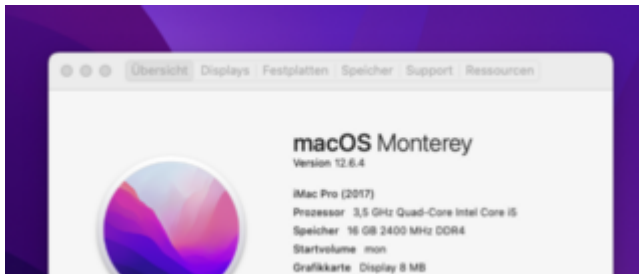 Übersicht Displays Festplatten Speicher Support Ressourcen
macOS Monterey
Version 12.6.4
iMac Pro (2017)
Prozessor 3,5 GHz Quad-Core Intel Core i5
Speicher 16 GB 2400 MHz DDR4
Startvolume mon
Grafikkarte Display 8 MB